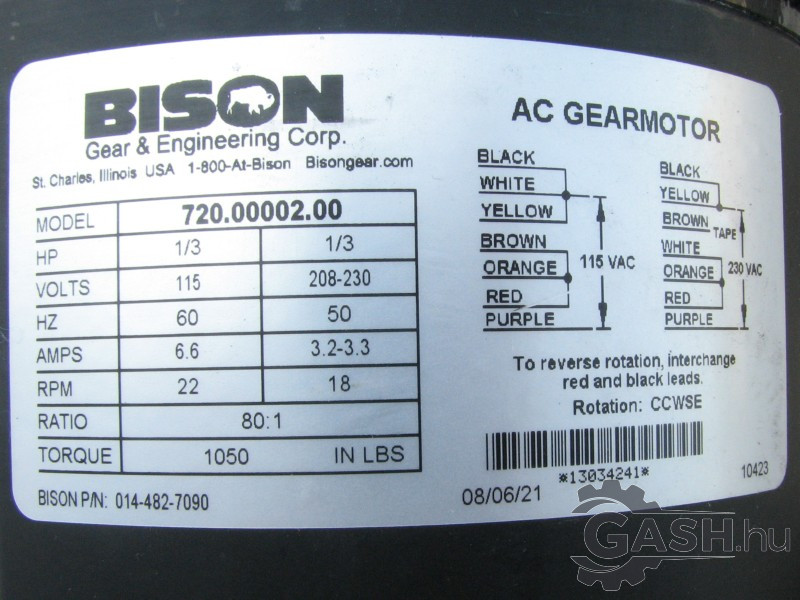 BISON
Gear & Engineering Corp.
St. Charles, Illinois USA 1-800-At-Bison Bisongear.com
MODEL 720.00002.00
HP 1/3 1/3
VOLTS 115 208-230
HZ 60 50
AMPS 6.6 3.2-3.3
RPM 22 18
RATIO 80:1
TORQUE 1050 IN LBS
BISON P/N: 014-482-7090
AC GEARMOTOR
BLACK
WHITE
YELLOW
BROWN
ORANGE
RED
PURPLE
115 VAC
BLACK
YELLOW
BROWN TAPE
WHITE
ORANGE
RED
PURPLE
230 VAC
To reverse rotation, interchange
red and black leads.
Rotation: CCWSE
*13034241*
08/06/21
10423
GASH.hu